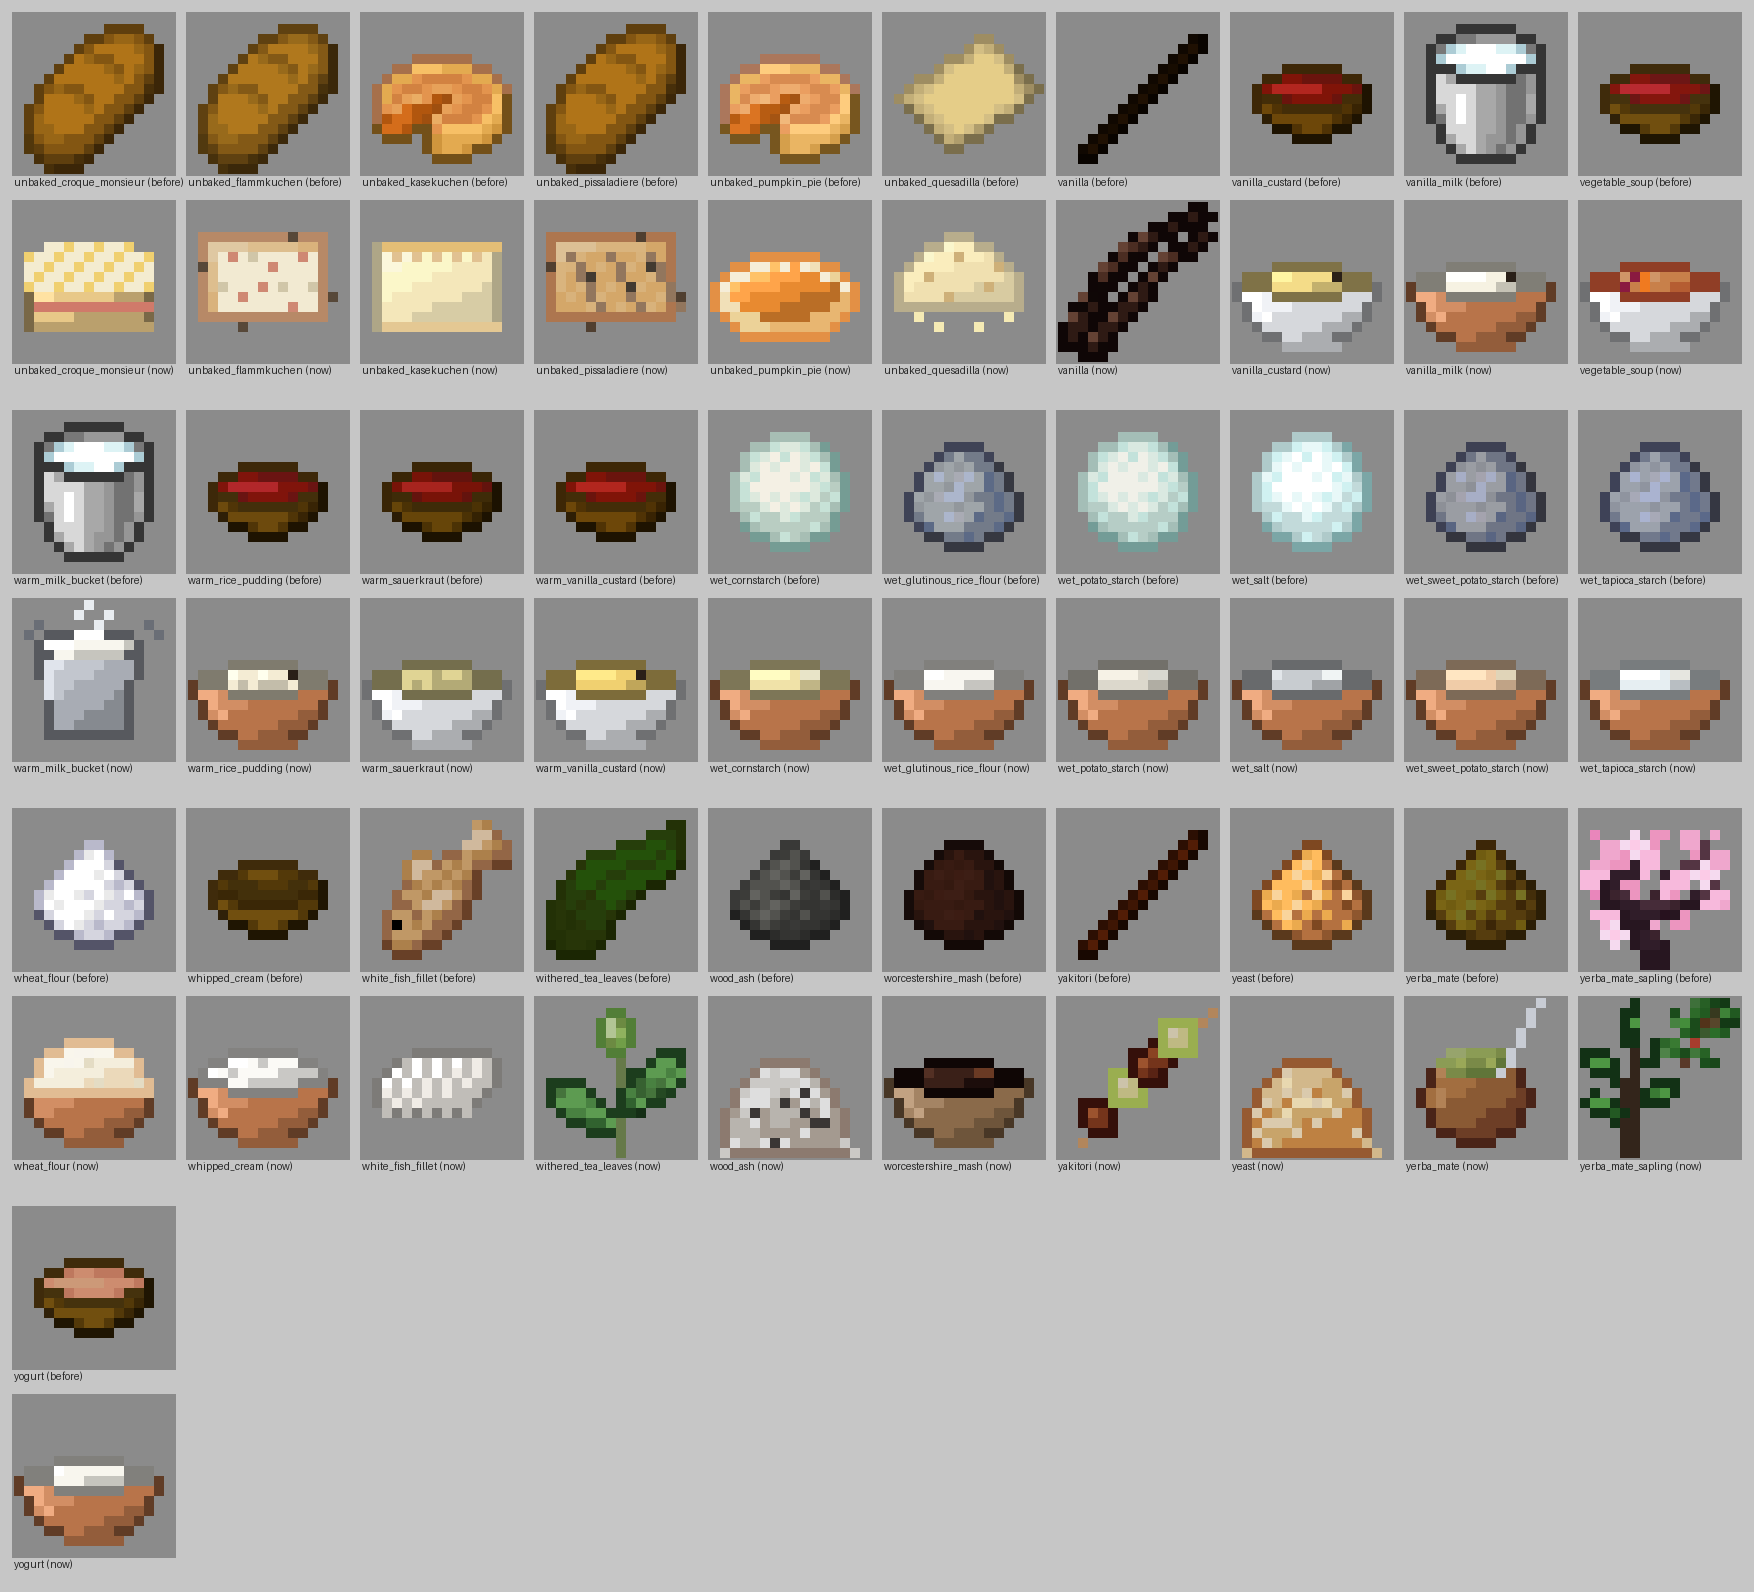 unbaked_croque_monsieur (before) unbaked_flammkuchen (before) unbaked_kasekuchen (before) unbaked_pissaladiere (before) unbaked_pumpkin_pie (before) unbaked_quesadilla (before) vanilla (before) vanilla_custard (before) vanilla_milk (before) vegetable_soup (before)
unbaked_croque_monsieur (now) unbaked_flammkuchen (now) unbaked_kasekuchen (now) unbaked_pissaladiere (now) unbaked_pumpkin_pie (now) unbaked_quesadilla (now) vanilla (now) vanilla_custard (now) vanilla_milk (now) vegetable_soup (now)
warm_milk_bucket (before) warm_rice_pudding (before) warm_sauerkraut (before) warm_vanilla_custard (before) wet_cornstarch (before) wet_glutinous_rice_flour (before) wet_potato_starch (before) wet_salt (before) wet_sweet_potato_starch (before) wet_tapioca_starch (before)
warm_milk_bucket (now) warm_rice_pudding (now) warm_sauerkraut (now) warm_vanilla_custard (now) wet_cornstarch (now) wet_glutinous_rice_flour (now) wet_potato_starch (now) wet_salt (now) wet_sweet_potato_starch (now) wet_tapioca_starch (now)
wheat_flour (before) whipped_cream (before) white_fish_fillet (before) withered_tea_leaves (before) wood_ash (before) worcestershire_mash (before) yakitori (before) yeast (before) yerba_mate (before) yerba_mate_sapling (before)
wheat_flour (now) whipped_cream (now) white_fish_fillet (now) withered_tea_leaves (now) wood_ash (now) worcestershire_mash (now) yakitori (now) yeast (now) yerba_mate (now) yerba_mate_sapling (now)
yogurt (before)
yogurt (now)